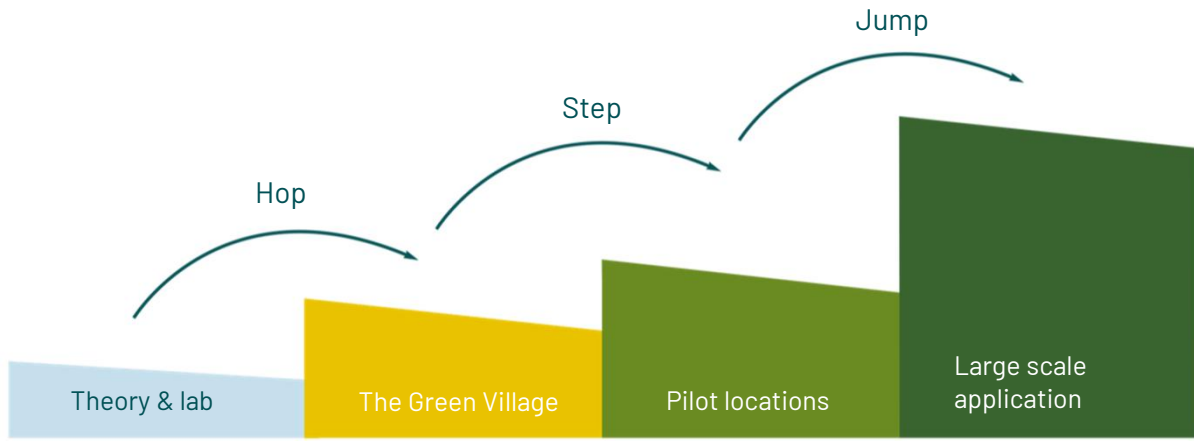 Jump
Step
Hop
Theory & lab
The Green Village
Pilot locations
Large scale
application